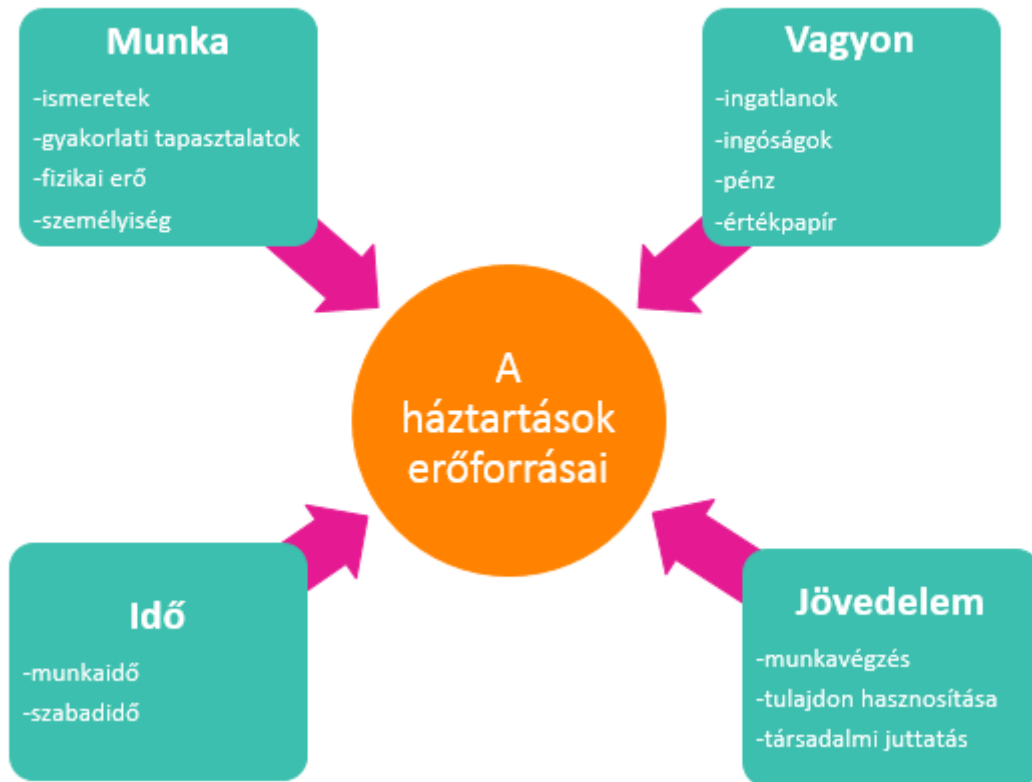 Munka
-ismeretek
-gyakorlati tapasztalatok
-fizikai erő
-személyiség
Vagyon
-ingatlanok
-ingóságok
-pénz
-értékpapír
A
háztartások
erőforrásai
Idő
-munkaidő
-szabadidő
Jövedelem
-munkavégzés
-tulajdon hasznosítása
-társadalmi juttatás